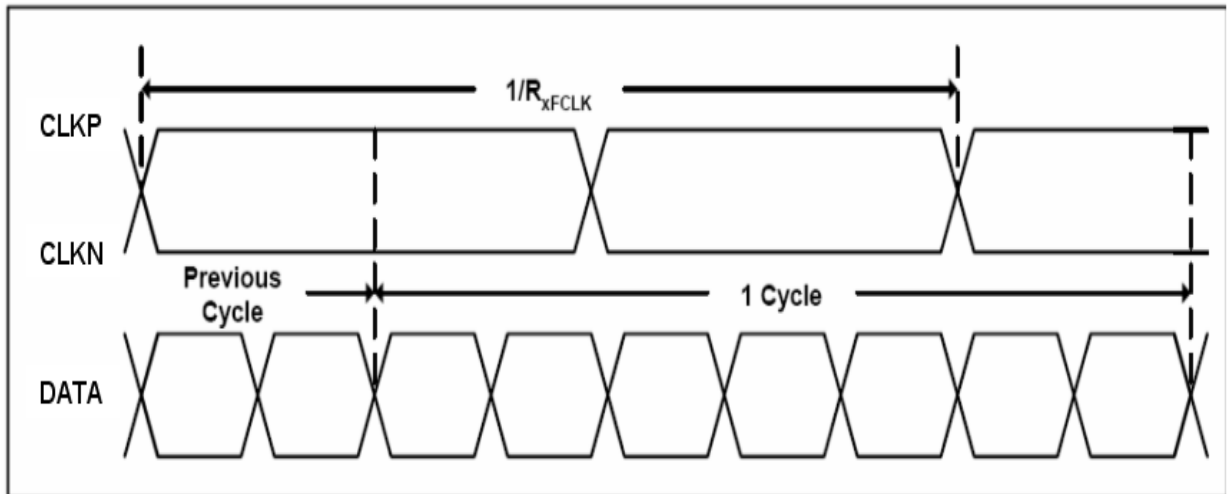 1/RxFCLK
CLKP
CLKN
Previous
Cycle
1 Cycle
DATA